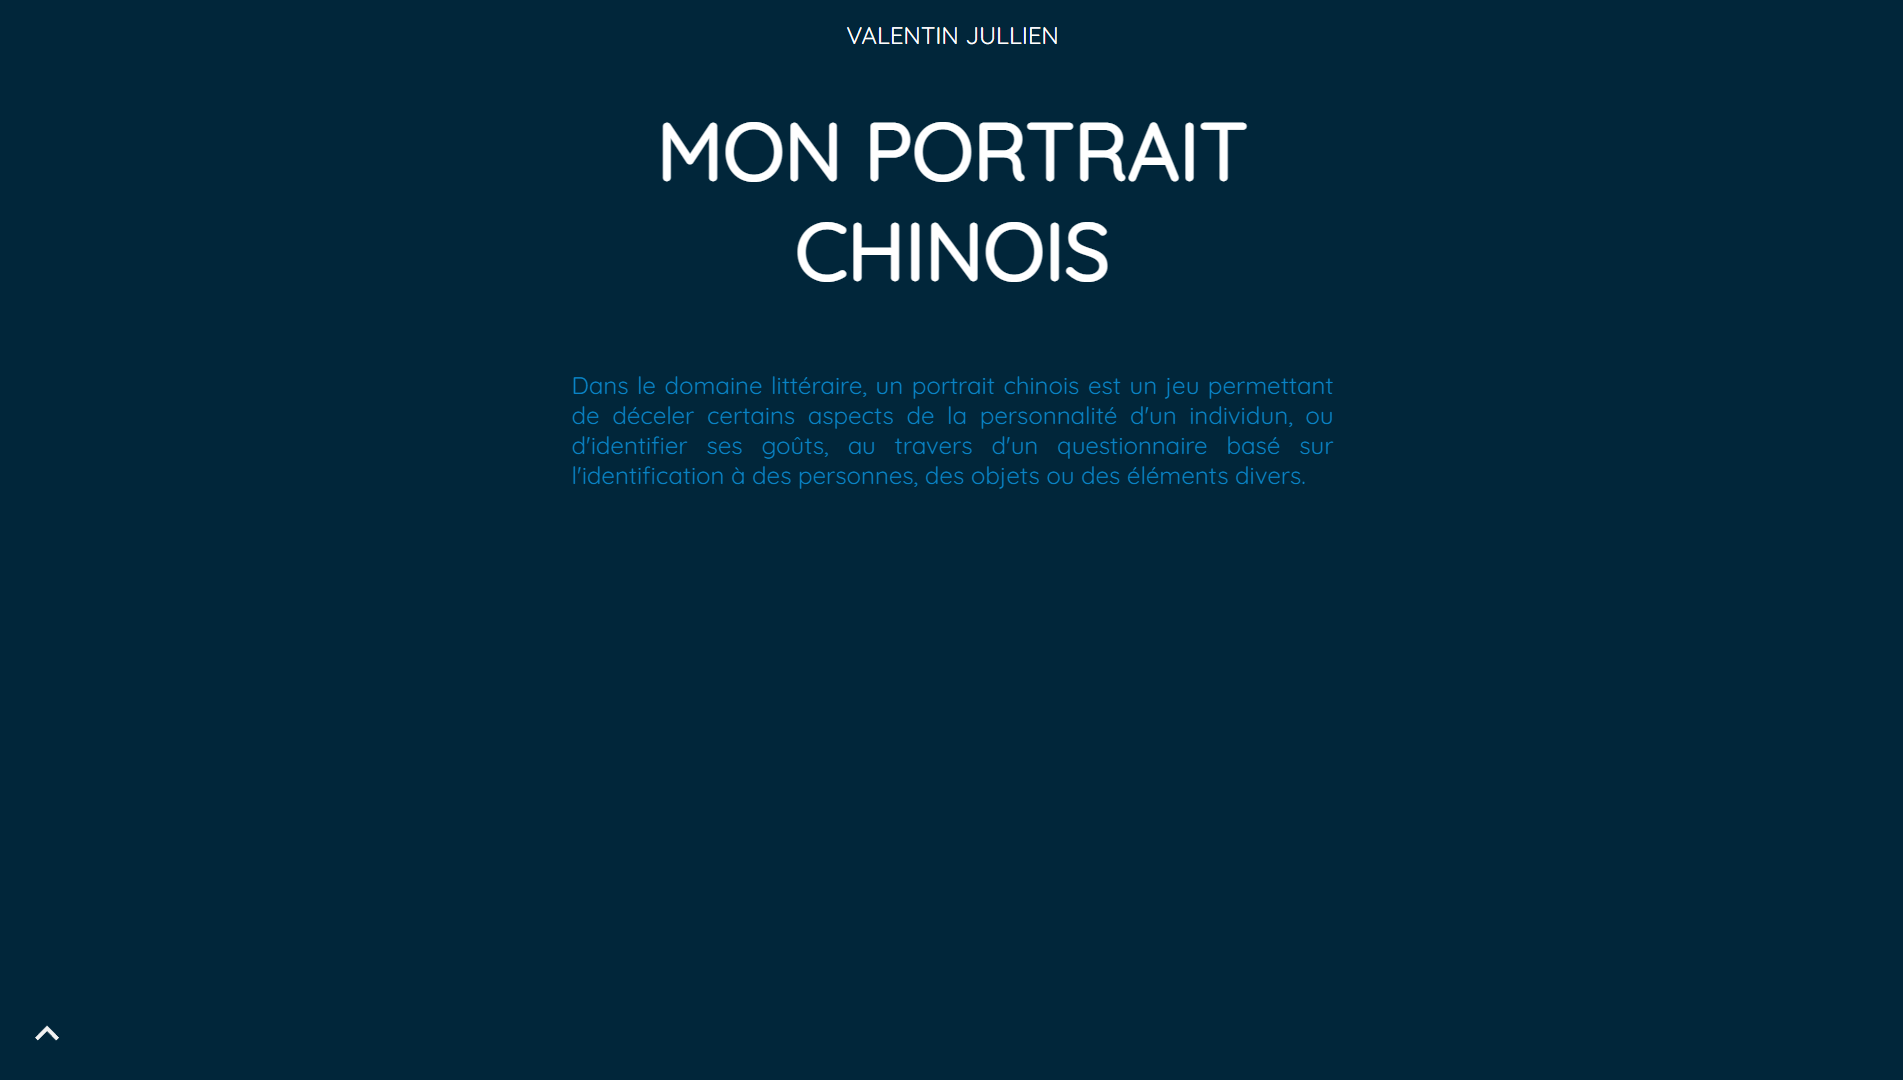 VALENTIN JULLIEN
MON PORTRAIT
CHINOIS
Dans le domaine littéraire, un portrait chinois est un jeu permettant
de déceler certains aspects de la personnalité d'un individun, ou
d'identifier ses goûts, au travers d'un questionnaire basé sur
l'identification à des personnes, des objets ou des éléments divers.